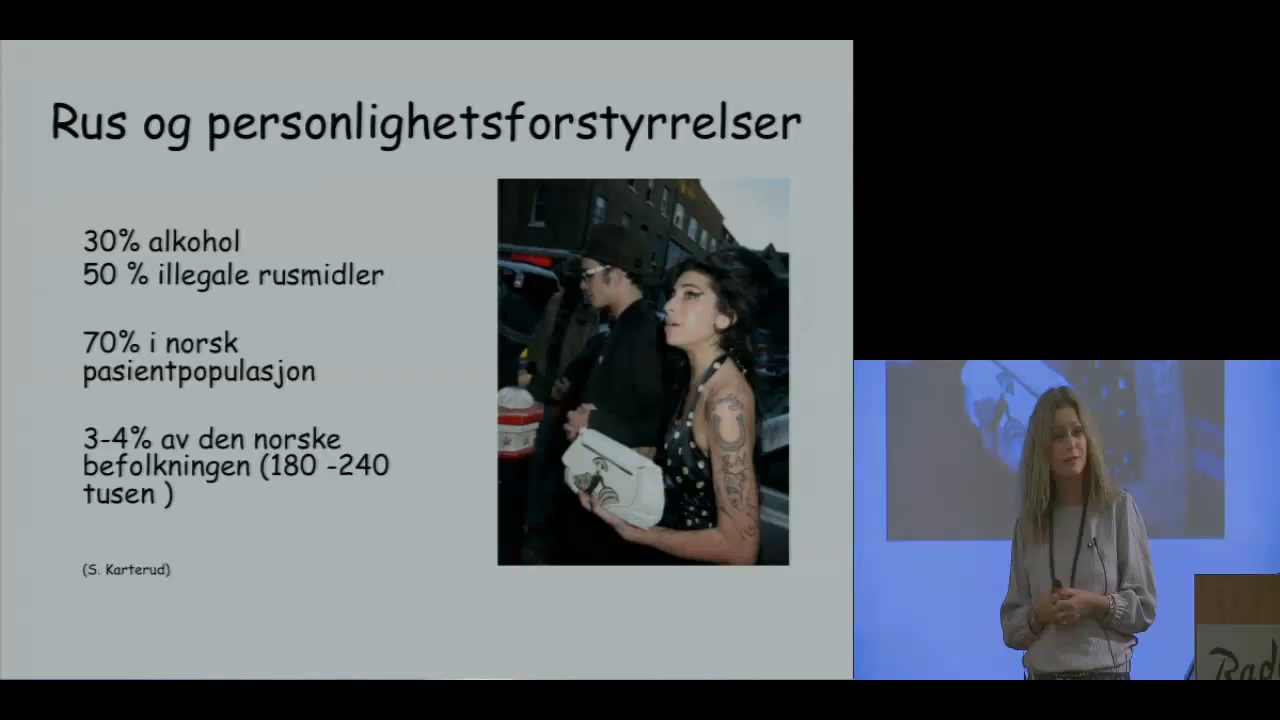 Rus og personlighetsforstyrrelser
30% alkohol
50 % illegale rusmidler
70% i norsk
pasientpopulasjon
3-4% av den norske
befolkningen (180 -240
tusen )
(S. Karterud)